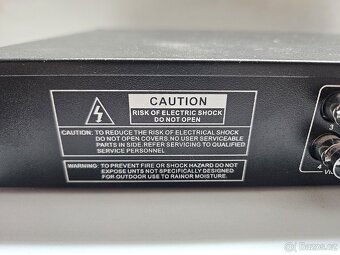 CAUTION
RISK OF ELECTRIC SHOCK
DO NOT OPEN
CAUTION: TO REDUCE THE RISK OF ELECTRICAL SHOCK
DO NOT OPEN COVERS. NO USER SERVICEABLE
PARTS IN SIDE. REFER SERVICING TO QUALIFIED
SERVICE PERSONNEL
WARNING: TO PREVENT FIRE OR SHOCK HAZARD DO NOT
EXPOSE UNITS NOT SPECIFICALLY DESIGNED
FOR OUTDOOR USE TO RAINOR MOISTURE.
3
4